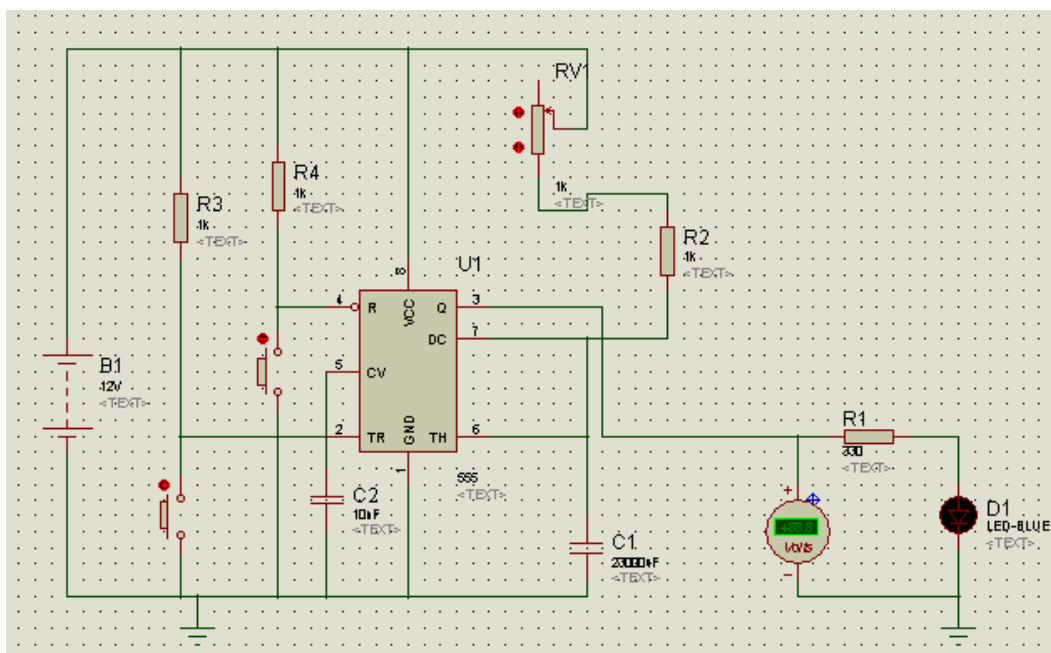 RV1
1k
<TEXT>
R4
1k
<TEXT>
R3
1k
<TEXT>
R2
1k
<TEXT>
U1
8
VCC
4
R
Q
3
DC
7
5
CV
2
TR
GND
TH
6
1
555
<TEXT>
B1
12V
<TEXT>
C2
10nF
<TEXT>
C1
<TEXT>
R1
330
<TEXT>
+
Volts
D1
LED-BLUE
<TEXT>